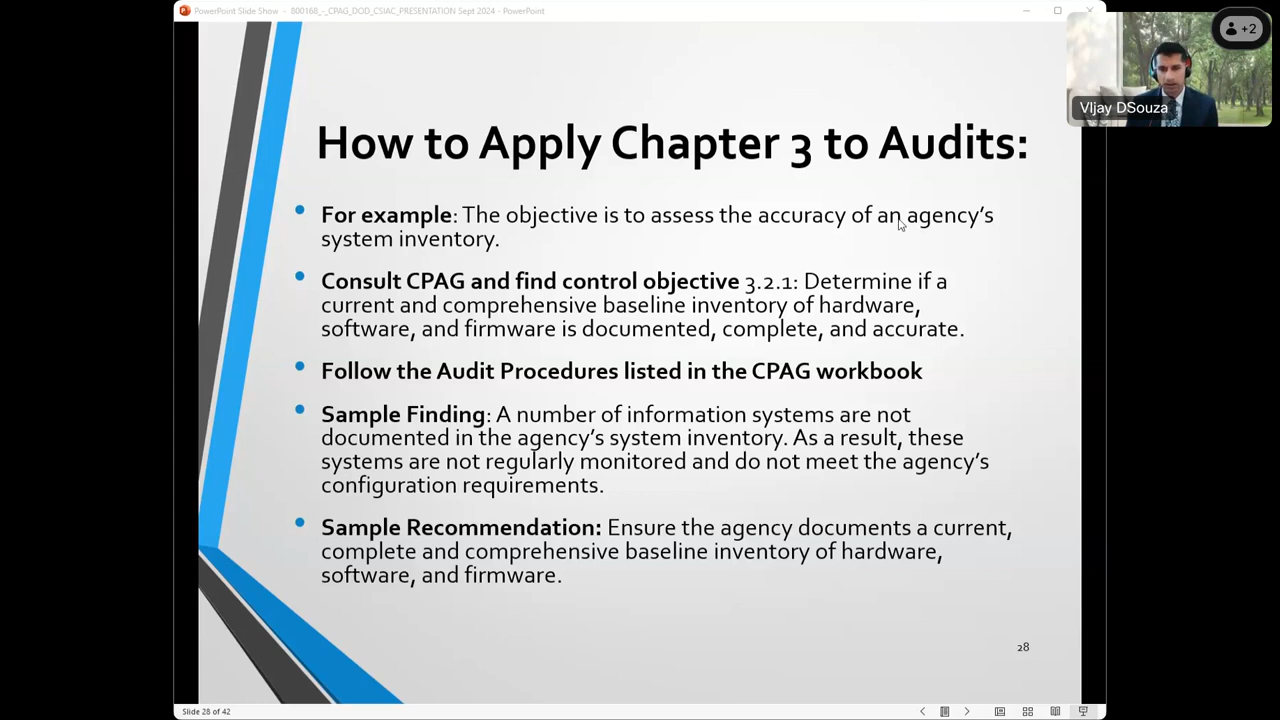 PowerPoint Slide Show - 800168_-_CPAG_DOD_CSIAC_PRESENTATION Sept 2024 - PowerPoint
+2
VIjay DSouza
How to Apply Chapter 3 to Audits:
• For example: The objective is to assess the accuracy of an agency's
system inventory.
• Consult CPAG and find control objective 3.2.1: Determine if a
current and comprehensive baseline inventory of hardware,
software, and firmware is documented, complete, and accurate.
• Follow the Audit Procedures listed in the CPAG workbook
• Sample Finding: A number of information systems are not
documented in the agency's system inventory. As a result, these
systems are not regularly monitored and do not meet the agency's
configuration requirements.
• Sample Recommendation: Ensure the agency documents a current,
complete and comprehensive baseline inventory of hardware,
software, and firmware.
28
Slide 28 of 42